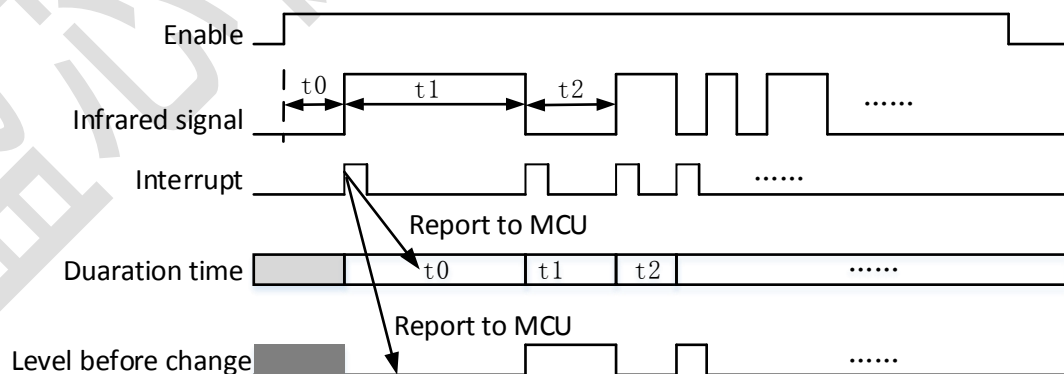 Enable
t0
t1
t2
Infrared signal
......
Interrupt
......
Report to MCU
Duaration time
t0
t1
t2
......
Report to MCU
Level before change
......